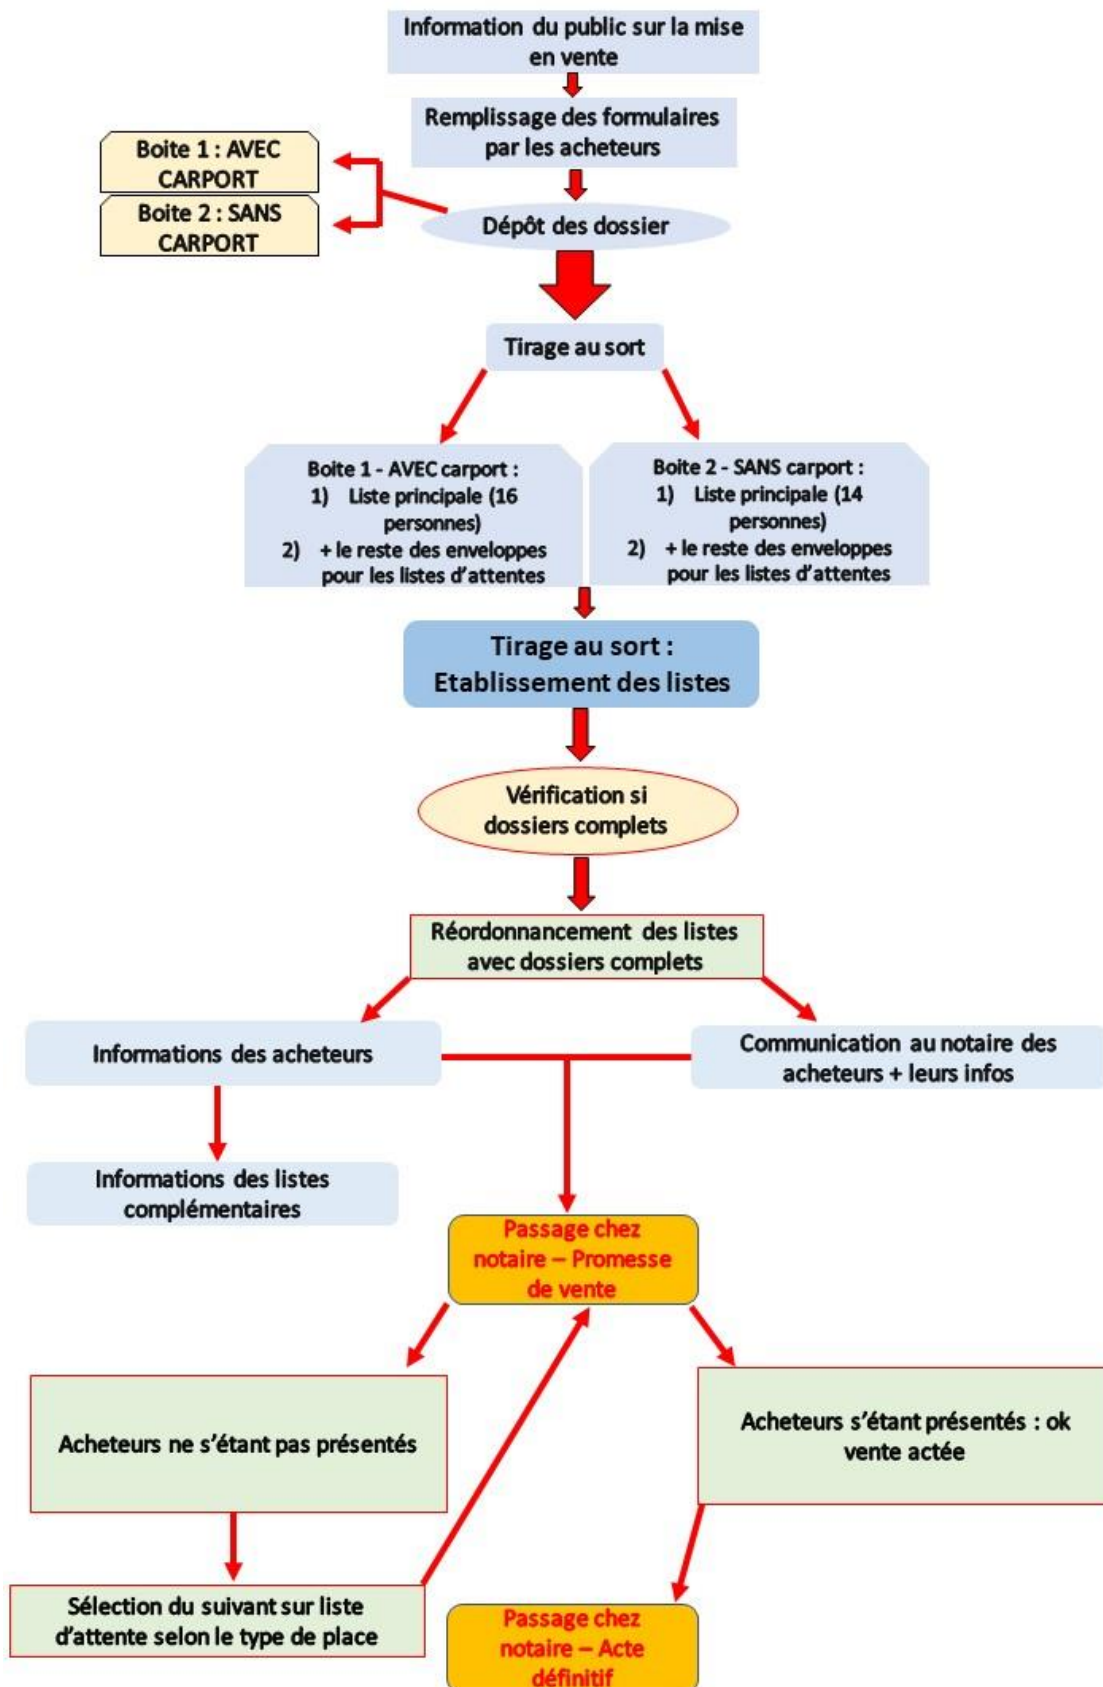 Information du public sur la mise
en vente
Remplissage des formulaires
par les acheteurs
Boite 1 : AVEC
CARPORT
Boite 2 : SANS
CARPORT
Dépôt des dossier
Tirage au sort
Boite 1 - AVEC carport :
1) Liste principale (16
personnes)
2) + le reste des enveloppes
pour les listes d'attentes
Boite 2 - SANS carport :
1) Liste principale (14
personnes)
2) + le reste des enveloppes
pour les listes d'attentes
Tirage au sort :
Etablissement des listes
Vérification si
dossiers complets
Réordonnancement des listes
avec dossiers complets
Informations des acheteurs
Communication au notaire des
acheteurs + leurs infos
Informations des listes
complémentaires
Passage chez
notaire – Promesse
de vente
Acheteurs ne s'étant pas présentés
Acheteurs s'étant présentés : ok
vente actée
Sélection du suivant sur liste
d'attente selon le type de place
Passage chez
notaire – Acte
définitif